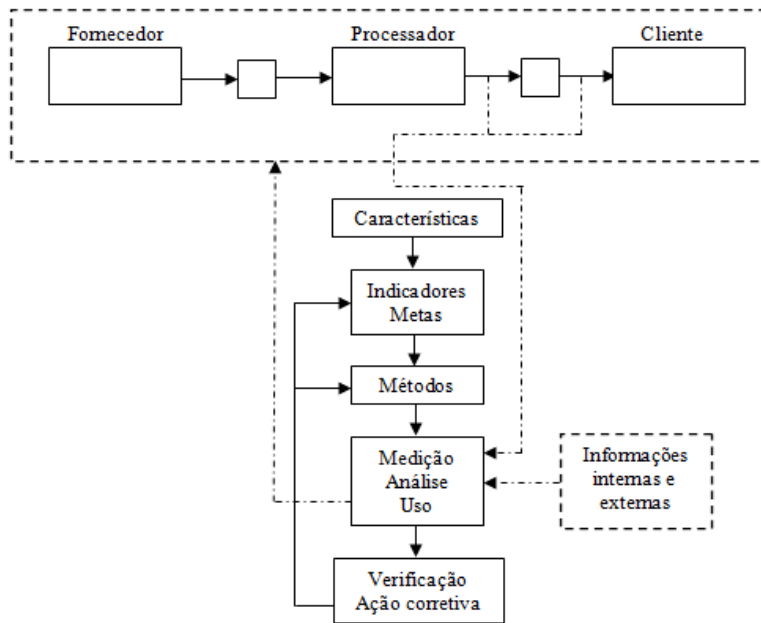 Fornecedor
Processador
Cliente
Características
Indicadores
Metas
Métodos
Medição
Análise
Uso
Informações
internas e
externas
Verificação
Ação corretiva